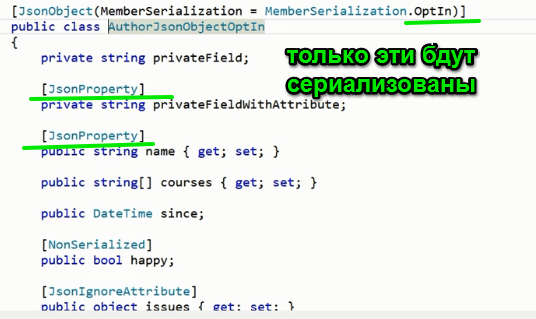 [JsonObject(MemberSerialization = MemberSerialization.OptIn)]
public class AuthorJsonObjectOptIn
{
private string privateField;
только эти бдут
сериализованы
[JsonProperty]
private string privateFieldWithAttribute;
[JsonProperty]
public string name { get; set; }
public string[] courses { get; set; }
public DateTime since;
[NonSerialized]
public bool happy;
[JsonIgnoreAttribute]
public object issues { get; set; }